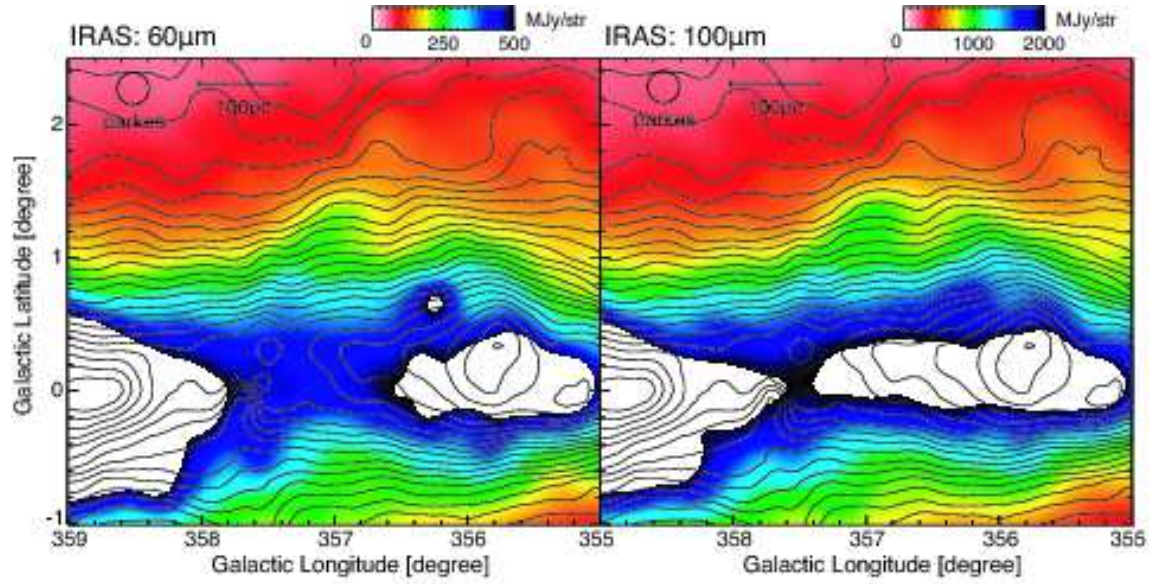 IRAS: 60μm
0 250 500
MJy/str
IRAS: 100μm
0 1000 2000
MJy/str
parkes
100pc
parkes
100pc
Galactic Latitude [degree]
2
1
0
-1
359 358 357 356 355
Galactic Longitude [degree]
358 357 356 355
Galactic Longitude [degree]